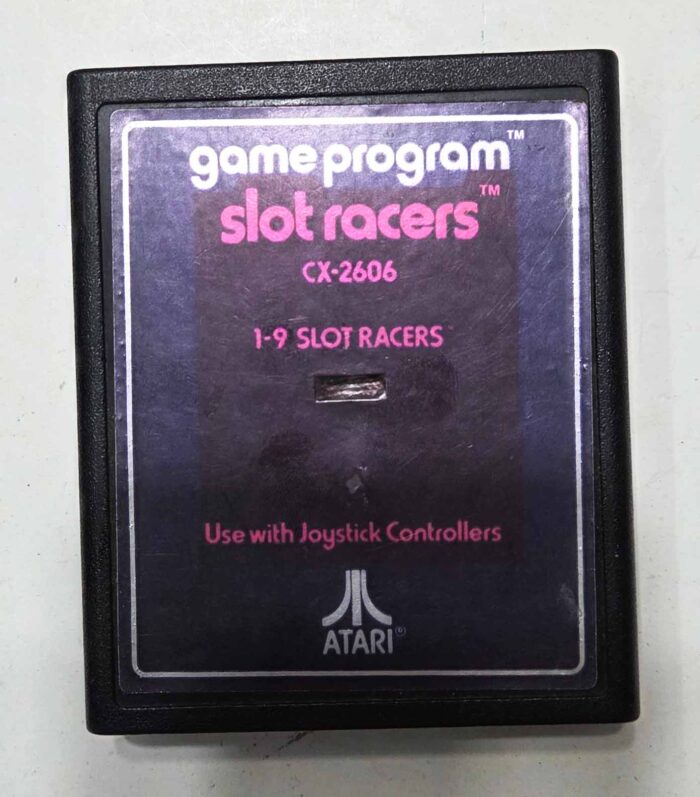 game program™
slot racers™
CX-2606
1-9 SLOT RACERS™
Use with Joystick Controllers
ATARI®